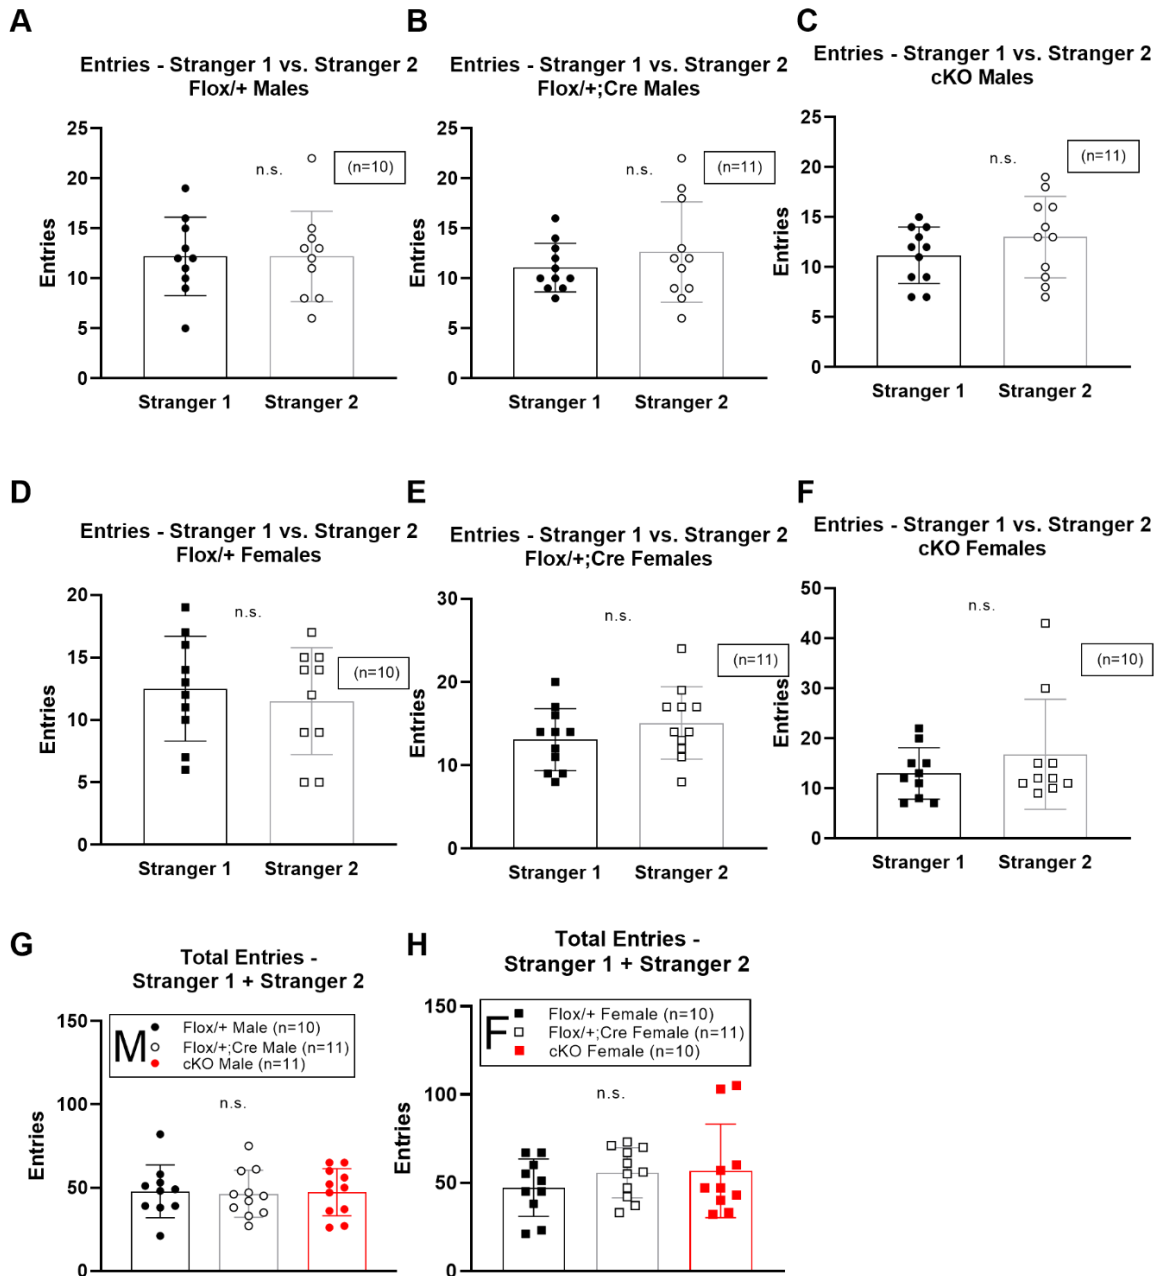 A
Entries - Stranger 1 vs. Stranger 2
Flox/+ Males
n.s.
(n=10)
25
20
15
10
5
0
Entries
Stranger 1
Stranger 2
B
Entries - Stranger 1 vs. Stranger 2
Flox/+;Cre Males
n.s.
(n=11)
25
20
15
10
5
0
Entries
Stranger 1
Stranger 2
C
Entries - Stranger 1 vs. Stranger 2
cKO Males
n.s.
(n=11)
25
20
15
10
5
0
Entries
Stranger 1
Stranger 2
D
Entries - Stranger 1 vs. Stranger 2
Flox/+ Females
n.s.
(n=10)
20
15
10
5
0
Entries
Stranger 1
Stranger 2
E
Entries - Stranger 1 vs. Stranger 2
Flox/+;Cre Females
n.s.
(n=11)
30
20
10
0
Entries
Stranger 1
Stranger 2
F
Entries - Stranger 1 vs. Stranger 2
cKO Females
n.s.
(n=10)
50
40
30
20
10
0
Entries
Stranger 1
Stranger 2
G
Total Entries -
Stranger 1 + Stranger 2
M
Flox/+ Male (n=10)
Flox/+;Cre Male (n=11)
cKO Male (n=11)
n.s.
150
100
50
0
Entries
H
Total Entries -
Stranger 1 + Stranger 2
F
Flox/+ Female (n=10)
Flox/+;Cre Female (n=11)
cKO Female (n=10)
n.s.
150
100
50
0
Entries